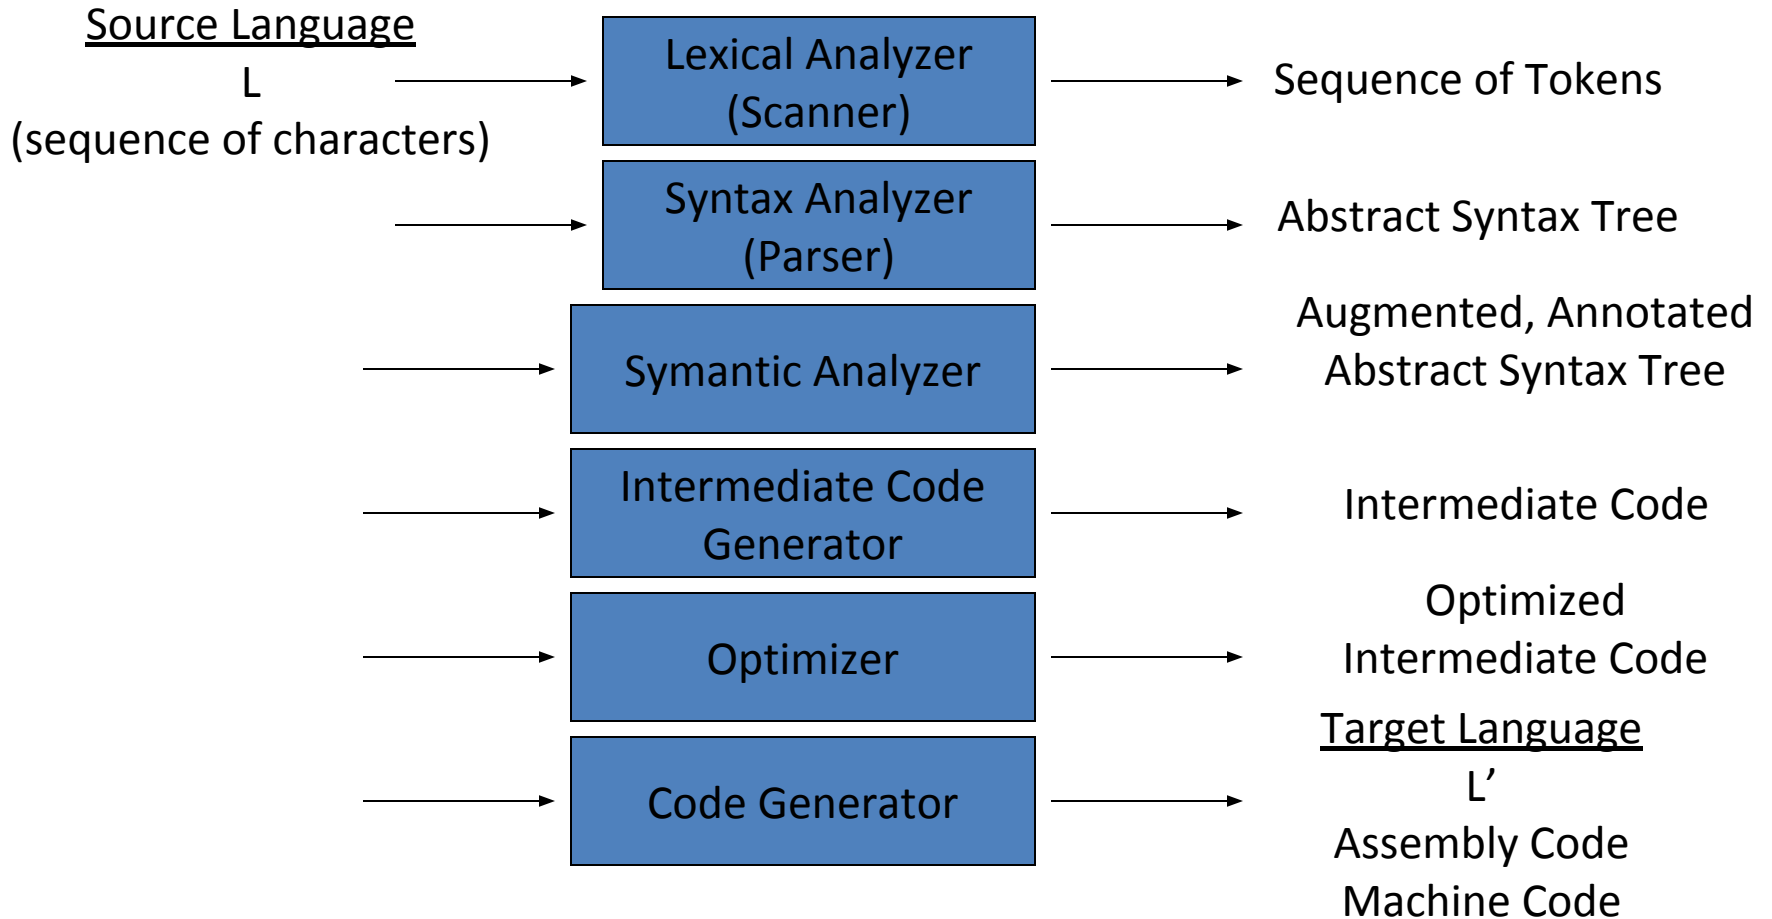 Source Language
L
(sequence of characters)
Lexical Analyzer
(Scanner)
Sequence of Tokens
Syntax Analyzer
(Parser)
Abstract Syntax Tree
Symantic Analyzer
Augmented, Annotated
Abstract Syntax Tree
Intermediate Code
Generator
Intermediate Code
Optimizer
Optimized
Intermediate Code
Code Generator
Target Language
L’
Assembly Code
Machine Code